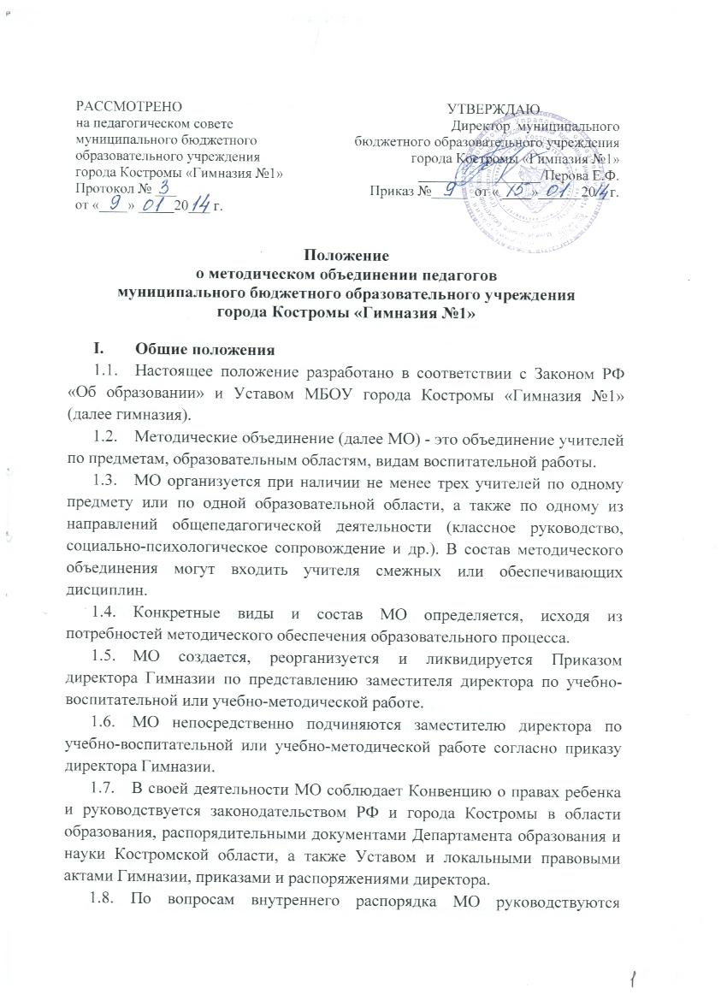 РАССМОТРЕНО
на педагогическом совете
муниципального бюджетного
образовательного учреждения
города Костромы «Гимназия №1»
Протокол № 3
от « 9 » 01 2014 г.
УТВЕРЖДАЮ
Директор муниципального
бюджетного образовательного учреждения
города Костромы «Гимназия №1»
/Перова Е.Ф.
Приказ № 9 от « 15 » 01 2014г.
Положение
о методическом объединении педагогов
муниципального бюджетного образовательного учреждения
города Костромы «Гимназия №1»
I. Общие положения
1.1. Настоящее положение разработано в соответствии с Законом РФ
«Об образовании» и Уставом МБОУ города Костромы «Гимназия №1»
(далее гимназия).
1.2. Методические объединение (далее МО) - это объединение учителей
по предметам, образовательным областям, видам воспитательной работы.
1.3. МО организуется при наличии не менее трех учителей по одному
предмету или по одной образовательной области, а также по одному из
направлений общепедагогической деятельности (классное руководство,
социально-психологическое сопровождение и др.). В состав методического
объединения могут входить учителя смежных или обеспечивающих
дисциплин.
1.4. Конкретные виды и состав МО определяется, исходя из
потребностей методического обеспечения образовательного процесса.
1.5. МО создается, реорганизуется и ликвидируется Приказом
директора Гимназии по представлению заместителя директора по учебно-
воспитательной или учебно-методической работе.
1.6. МО непосредственно подчиняются заместителю директора по
учебно-воспитательной или учебно-методической работе согласно приказу
директора Гимназии.
1.7. В своей деятельности МО соблюдает Конвенцию о правах ребенка
и руководствуется законодательством РФ и города Костромы в области
образования, распорядительными документами Департамента образования и
науки Костромской области, а также Уставом и локальными правовыми
актами Гимназии, приказами и распоряжениями директора.
1.8. По вопросам внутреннего распорядка МО руководствуются
1